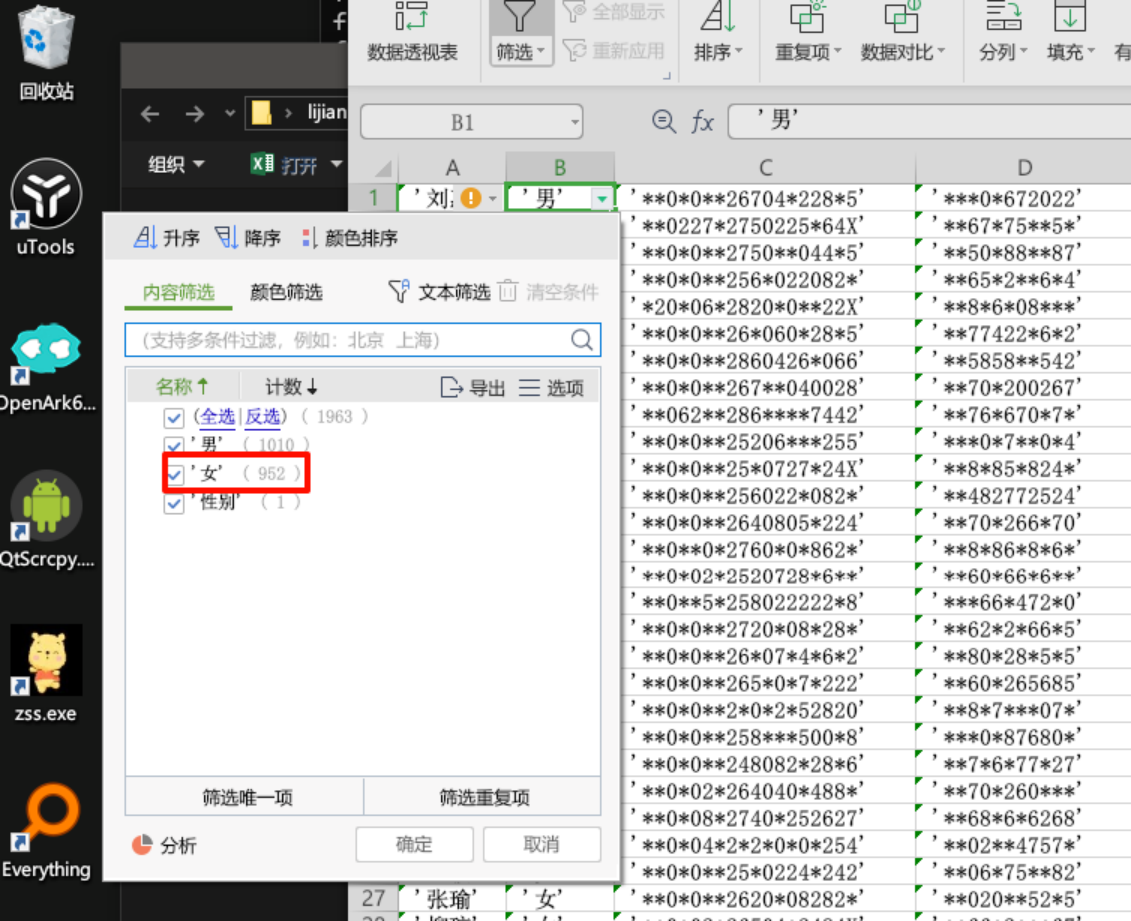 回收站
uTools
OpenArk6...
QtScrcpy....
zss.exe
Everything
lijian
组织
打开
数据透视表
筛选
全部显示
重新应用
排序
重复项
数据对比
分列
填充
B1
fx
'男'
A B C D
1 '刘 '男' '**0*0**26704*228*5' '***0*672022'
'**0227*2750225*64X' '**67*75**5*'
'**0*0**2750**044*5' '**50*88**87'
'**0*0**256*022082*' '**65*2**6*4'
'*20*06*2820*0**22X' '**8*6*08***'
'**0*0**26*060*28*5' '**77422*6*2'
'**0*0**2860426*066' '**5858**542'
'**0*0**267**040028' '**70*200267'
'**062**286****7442' '**76*670*7*'
'**0*0**25206***255' '***0*7**0*4'
'**0*0**25*0727*24X' '**8*85*824*'
'**0*0**256022*082*' '**482772524'
'**0*0**2640805*224' '**70*266*70'
'**0**0*2760*0*862*' '**8*86*8*6*'
'**0*02*2520728*6**' '**60*66*6**'
'**0**5*258022222*8' '***66*472*0'
'**0*0**2720*08*28*' '**62*2*66*5'
'**0*0**26*07*4*6*2' '**80*28*5*5'
'**0*0**265*0*7*222' '**60*265685'
'**0*0**2*0*2*52820' '**8*7***07*'
'**0*0**258***500*8' '***0*87680*'
'**0*0**248082*28*6' '**7*6*77*27'
'**0*02*264040*488*' '**70*260***'
'**0*08*2740*252627' '**68*6*6268'
'**0*04*2*2*0*0*254' '**02**4757*'
'**0*0**25*0224*242' '**06*75**82'
27 '张瑜' '女' '**0*0**2620*08282*' '**020**52*5'
升序 降序 颜色排序
内容筛选 颜色筛选 文本筛选 清空条件
(支持多条件过滤，例如：北京 上海)
名称↑ 计数↓ 导出 选项
(全选|反选) ( 1963 )
'男' ( 1010 )
'女' ( 952 )
'性别' ( 1 )
筛选唯一项 筛选重复项
分析 确定 取消